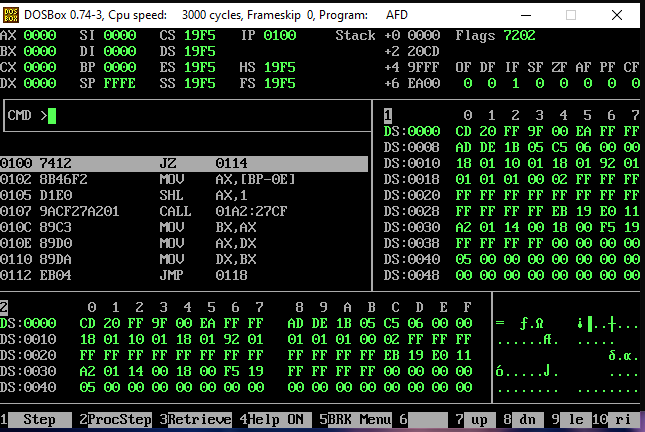 DOSBox 0.74-3, Cpu speed: 3000 cycles, Frameskip 0, Program: AFD
AX 0000 SI 0000 CS 19F5 IP 0100 Stack +0 0000 Flags 7202
BX 0000 DI 0000 DS 19F5 +2 20CD
CX 0000 BP 0000 ES 19F5 HS 19F5 +4 9FFF OF DF IF SF ZF AF PF CF
DX 0000 SP FFFE SS 19F5 FS 19F5 +6 EA00 0 0 1 0 0 0 0 0
CMD >
1 0 1 2 3 4 5 6 7
DS:0000 CD 20 FF 9F 00 EA FF FF
DS:0008 AD DE 1B 05 C5 06 00 00
0100 7412 JZ 0114 DS:0010 18 01 10 01 18 01 92 01
0102 8B46F2 MOV AX,[BP-0E] DS:0018 01 01 01 00 02 FF FF FF
0105 D1E0 SHL AX,1 DS:0020 FF FF FF FF FF FF FF FF
0107 9ACF27A201 CALL 01A2:27CF DS:0028 FF FF FF FF EB 19 E0 11
010C 89C3 MOV BX,AX DS:0030 A2 01 14 00 18 00 F5 19
010E 89D0 MOV AX,DX DS:0038 FF FF FF FF 00 00 00 00
0110 89DA MOV DX,BX DS:0040 05 00 00 00 00 00 00 00
0112 EB04 JMP 0118 DS:0048 00 00 00 00 00 00 00 00
2 0 1 2 3 4 5 6 7 8 9 A B C D E F
DS:0000 CD 20 FF 9F 00 EA FF FF AD DE 1B 05 C5 06 00 00 = ƒ.Ω ¡▐..┼...
DS:0010 18 01 10 01 18 01 92 01 01 01 01 00 02 FF FF FF ......Æ. .....
DS:0020 FF FF FF FF FF FF FF FF FF FF FF FF EB 19 E0 11 δ.α.
DS:0030 A2 01 14 00 18 00 F5 19 FF FF FF FF 00 00 00 00 ó.....⌡. ....
DS:0040 05 00 00 00 00 00 00 00 00 00 00 00 00 00 00 00 ........ ........
1 Step 2 ProcStep 3 Retrieve 4 Help ON 5 BRK Menu 6 7 up 8 dn 9 le 10 ri